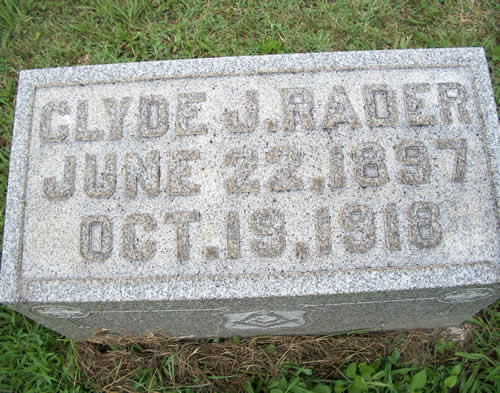 CLYDE J. RADER
JUNE 22, 1897
OCT. 19, 1918